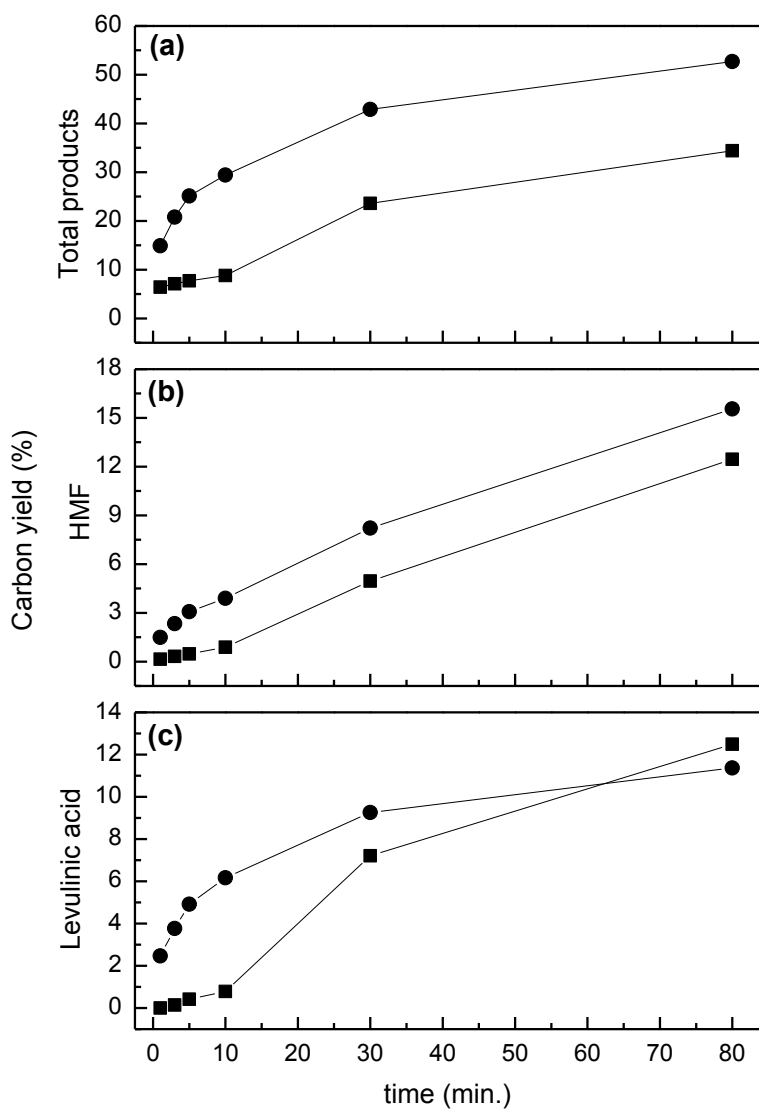 (a)
60
50
40
30
20
10
0
Total products
(b)
18
15
12
9
6
3
0
Carbon yield (%)
HMF
(c)
14
12
10
8
6
4
2
0
Levulinic acid
0 10 20 30 40 50 60 70 80
time (min.)